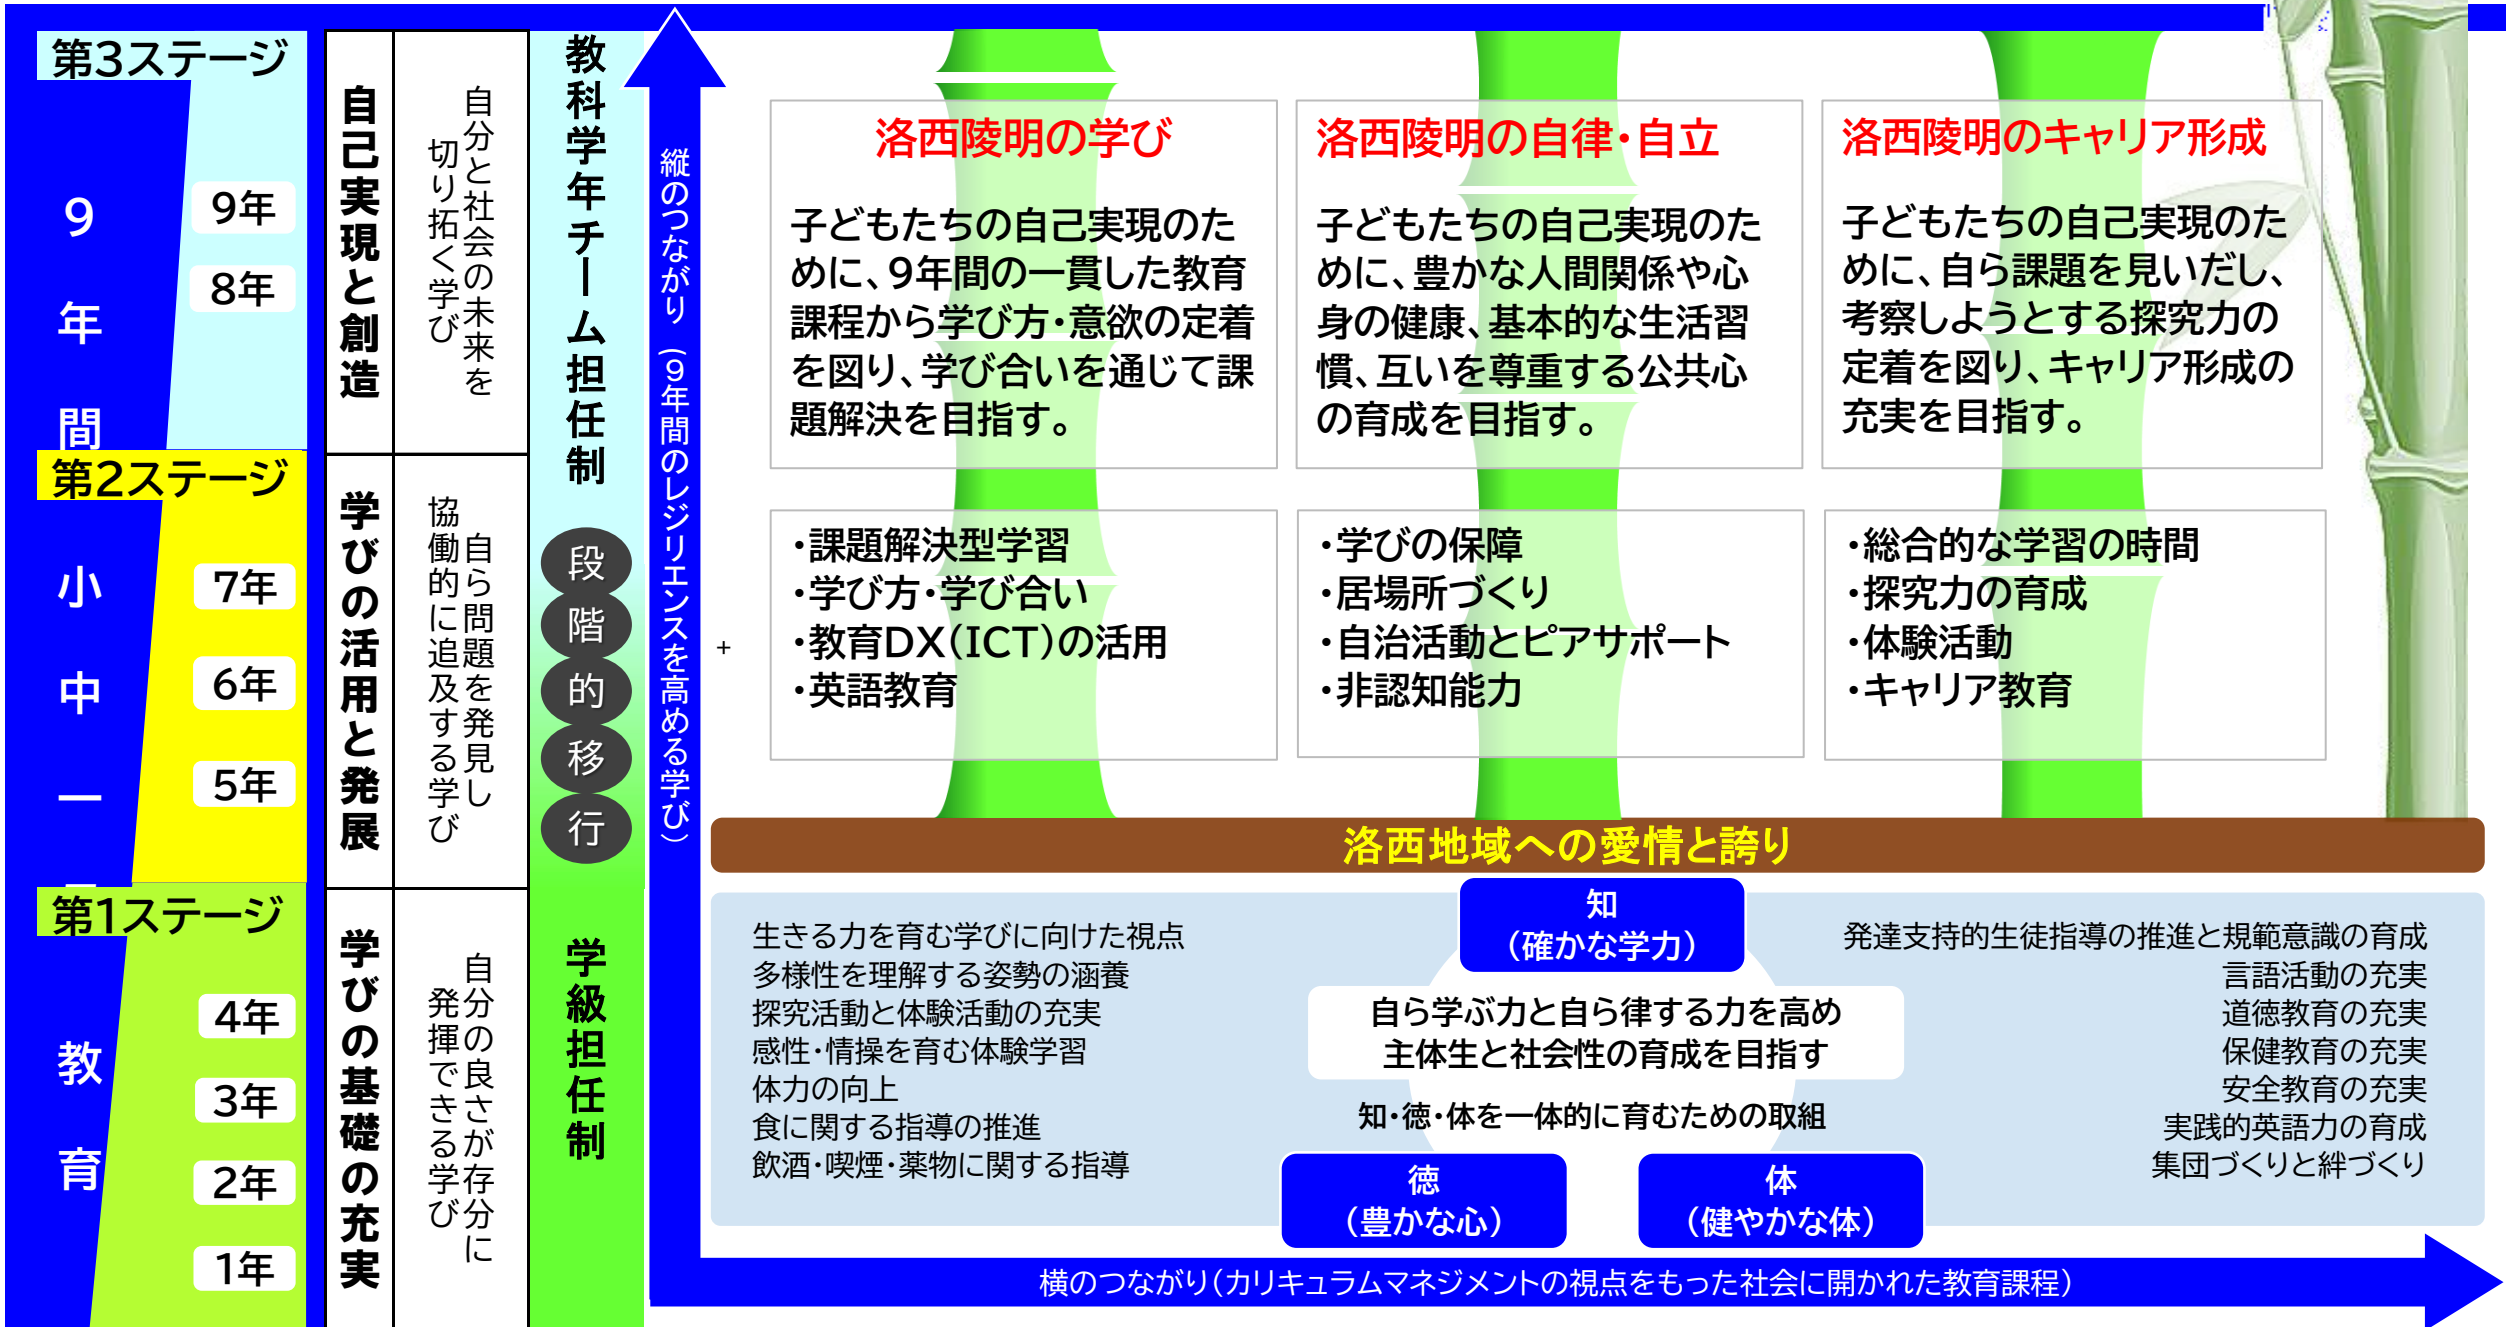 第3ステージ
9年
8年
第2ステージ
7年
6年
5年
第1ステージ
4年
3年
2年
1年
9年間
小中一
教育
自己実現と創造
自分と社会の未来を
切り拓く学び
学びの活用と発展
自ら問題を発見し
協働的に追及する学び
学びの基礎の充実
自分の良さが存分に
発揮できる学び
教科学年チーム担任制
段階的移行
学級担任制
縦のつながり(9年間のレジリエンスを高める学び)
+
洛西陵明の学び
子どもたちの自己実現のた
めに、9年間の一貫した教育
課程から学び方・意欲の定着
を図り、学び合いを通じて課
題解決を目指す。
洛西陵明の自律・自立
子どもたちの自己実現のた
めに、豊かな人間関係や心
身の健康、基本的な生活習
慣、互いを尊重する公共心
の育成を目指す。
洛西陵明のキャリア形成
子どもたちの自己実現のた
めに、自ら課題を見いだし、
考察しようとする探究力の
定着を図り、キャリア形成の
充実を目指す。
・課題解決型学習
・学び方・学び合い
・教育DX(ICT)の活用
・英語教育
・学びの保障
・居場所づくり
・自治活動とピアサポート
・非認知能力
・総合的な学習の時間
・探究力の育成
・体験活動
・キャリア教育
洛西地域への愛情と誇り
生きる力を育む学びに向けた視点
多様性を理解する姿勢の涵養
探究活動と体験活動の充実
感性・情操を育む体験学習
体力の向上
食に関する指導の推進
飲酒・喫煙・薬物に関する指導
知
(確かな学力)
自ら学ぶ力と自ら律する力を高め
主体生と社会性の育成を目指す
知・徳・体を一体的に育むための取組
徳
(豊かな心)
体
(健やかな体)
発達支持的生徒指導の推進と規範意識の育成
言語活動の充実
道徳教育の充実
保健教育の充実
安全教育の充実
実践的英語力の育成
集団づくりと絆づくり
横のつながり(カリキュラムマネジメントの視点をもった社会に開かれた教育課程)